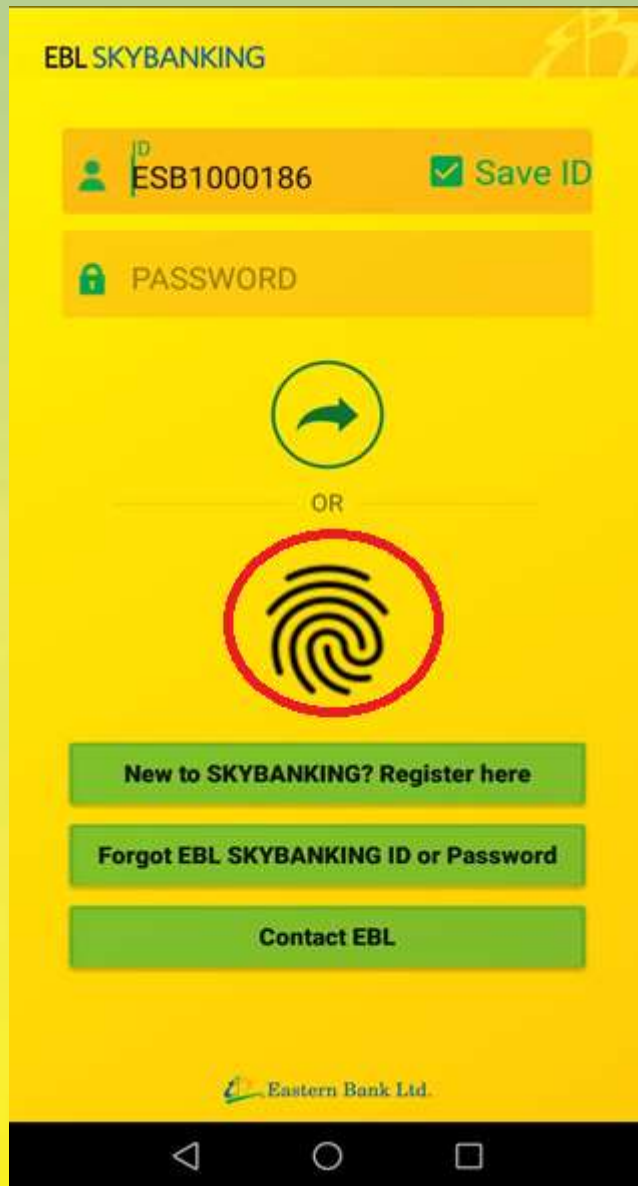 EBL SKYBANKING
ID
ESB1000186
Save ID
PASSWORD
OR
New to SKYBANKING? Register here
Forgot EBL SKYBANKING ID or Password
Contact EBL
Eastern Bank Ltd.